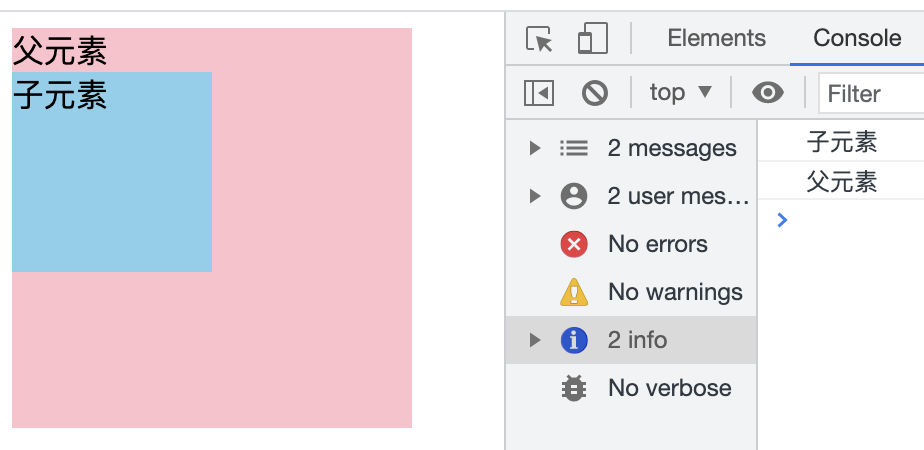 父元素
子元素
Elements Console
top ▼ Filter
2 messages
2 user mes…
No errors
No warnings
2 info
No verbose
子元素
父元素